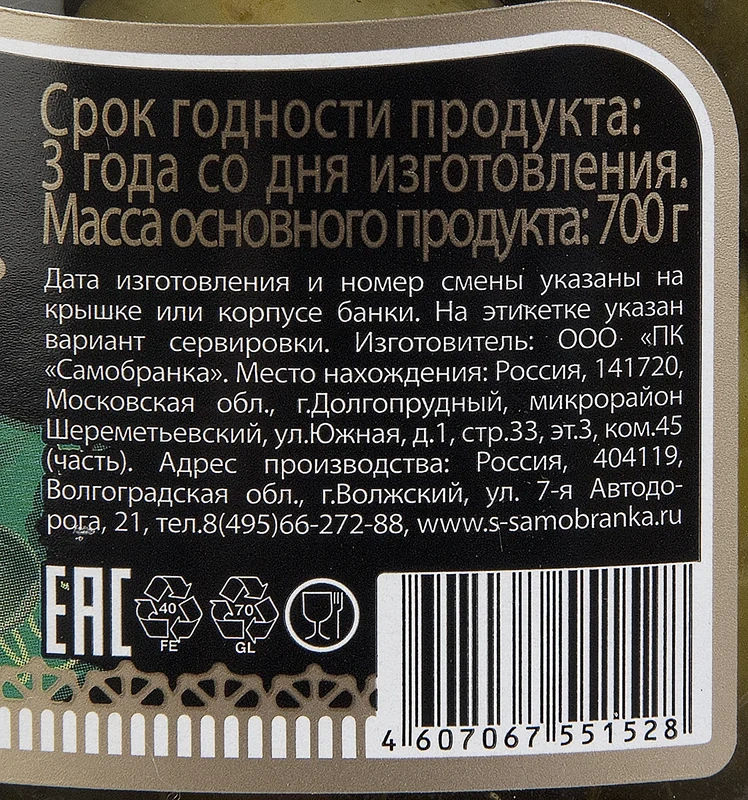 Срок годности продукта:
3 года со дня изготовления.
Масса основного продукта: 700 г
Дата изготовления и номер смены указаны на
крышке или корпусе банки. На этикетке указан
вариант сервировки. Изготовитель: ООО «ПК
«Самобранка». Место нахождения: Россия, 141720,
Московская обл., г.Долгопрудный, микрорайон
Шереметьевский, ул.Южная, д.1, стр.33, эт.3, ком.45
(часть). Адрес производства: Россия, 404119,
Волгоградская обл., г.Волжский, ул. 7-я Автодо-
рога, 21, тел.8(495)66-272-88, www.s-samobranka.ru
EAC
40
FE
70
GL
4 607067 551528